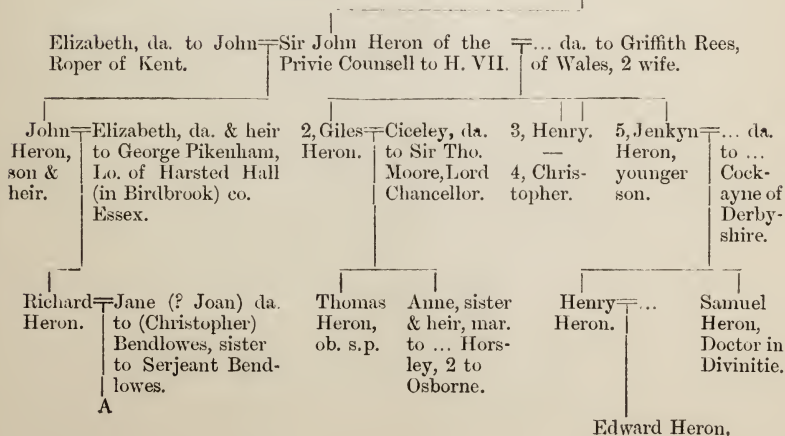 Elizabeth, da. to John=Sir John Heron of the =... da. to Griffith Rees,
Roper of Kent. Privie Counsell to H. VII. of Wales, 2 wife.
John=Elizabeth, da. & heir
Heron, to George Pikenham,
son & Lo. of Harsted Hall
heir. (in Birdbrook) co.
Essex.
2, Giles=Ciceley, da.
Heron. to Sir Tho.
Moore, Lord
Chancellor.
3, Henry.
—
4, Chris-
topher.
5, Jenkyn=... da.
Heron, to ...
younger Cock-
son. ayne of
Derby-
shire.
Richard=Jane (? Joan) da.
Heron. to (Christopher)
Bendlowes, sister
to Serjeant Bend-
lowes.
A
Thomas
Heron,
ob. s.p.
Anne, sister
& heir, mar.
to ... Hors-
ley, 2 to
Osborne.
Henry=...
Heron.
Samuel
Heron,
Doctor in
Divinitie.
Edward Heron,